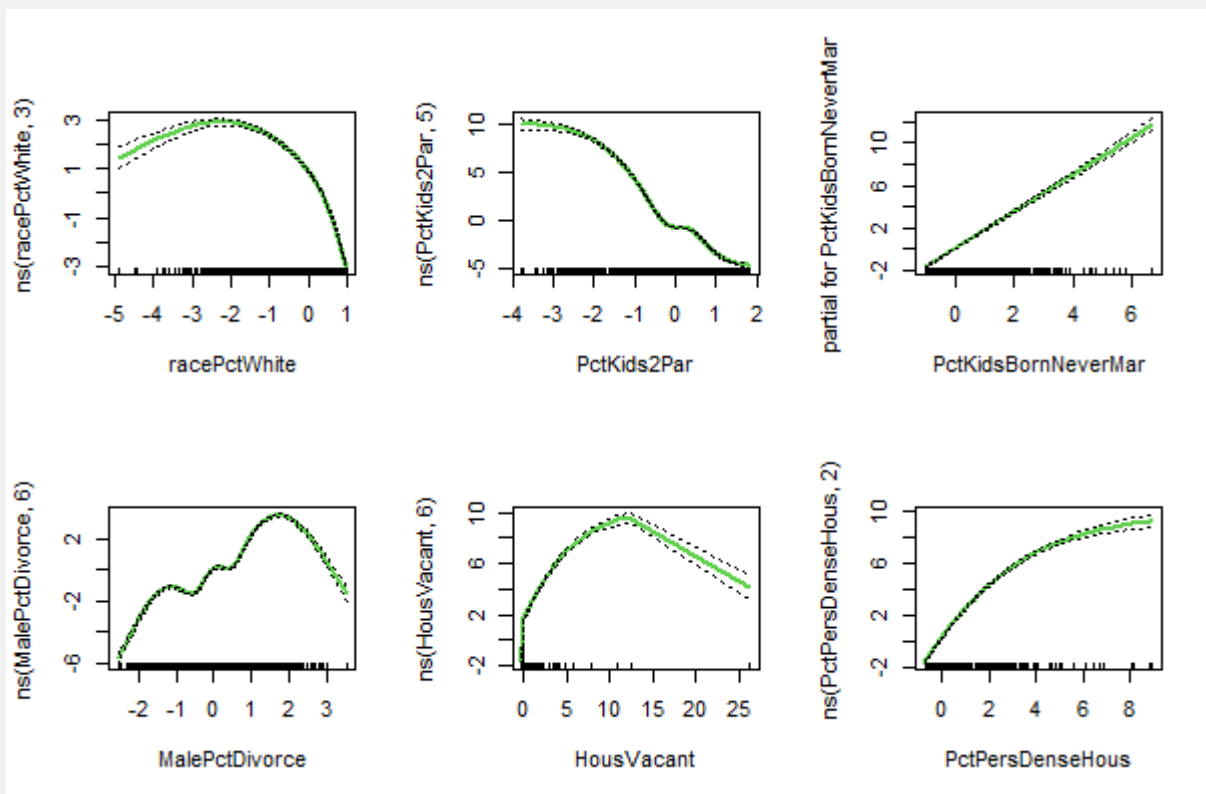 ns(racePctWhite, 3)
3
1
-1
-3
-5 -4 -3 -2 -1 0 1
racePctWhite
ns(PctKids2Par, 5)
10
5
0
-5
-4 -3 -2 -1 0 1 2
PctKids2Par
partial for PctKidsBornNeverMar
10
6
2
-2
0 2 4 6
PctKidsBornNeverMar
ns(MalePctDivorce, 6)
2
-2
-6
-2 -1 0 1 2 3
MalePctDivorce
ns(HousVacant, 6)
10
6
2
-2
0 5 10 15 20 25
HousVacant
ns(PctPersDenseHous, 2)
10
6
2
-2
0 2 4 6 8
PctPersDenseHous